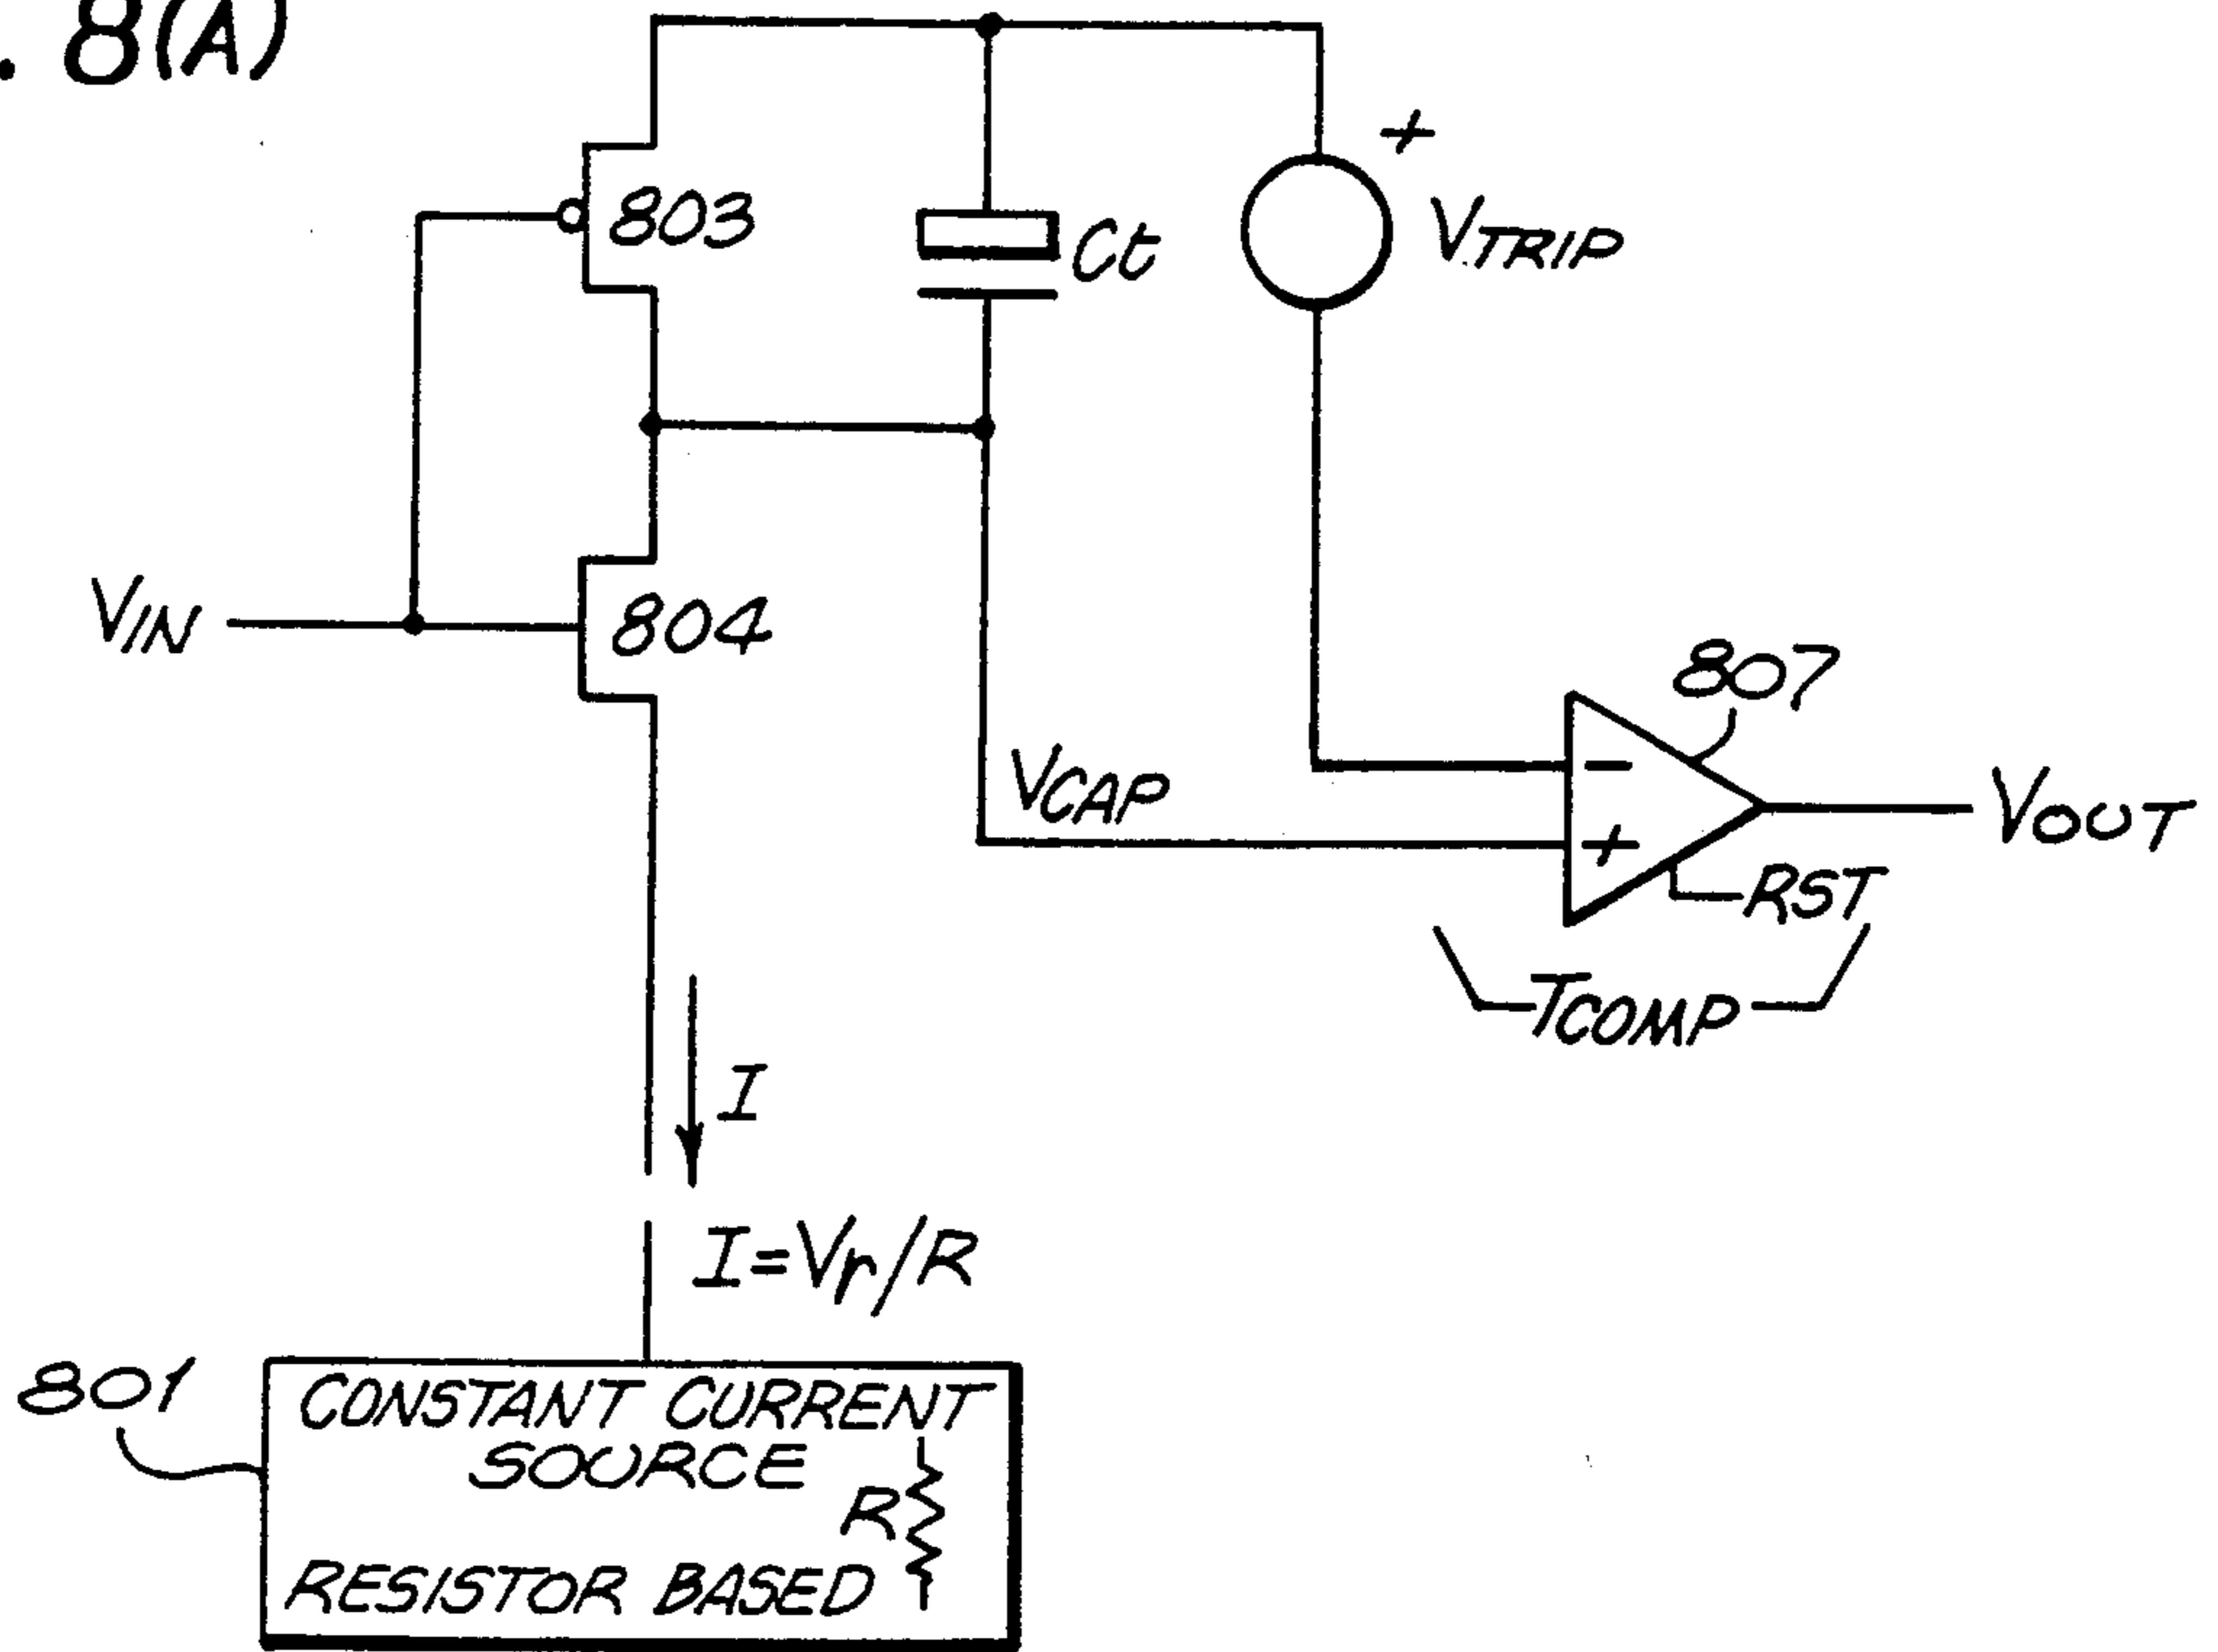 . 8(A)
+
803
Ct
VTRIP
VIN
804
807
VCAP
-
+
VOUT
RST
TCOMP
I
I=Vr/R
801
CONSTANT CURRENT
SOURCE
R
RESISTOR BASED